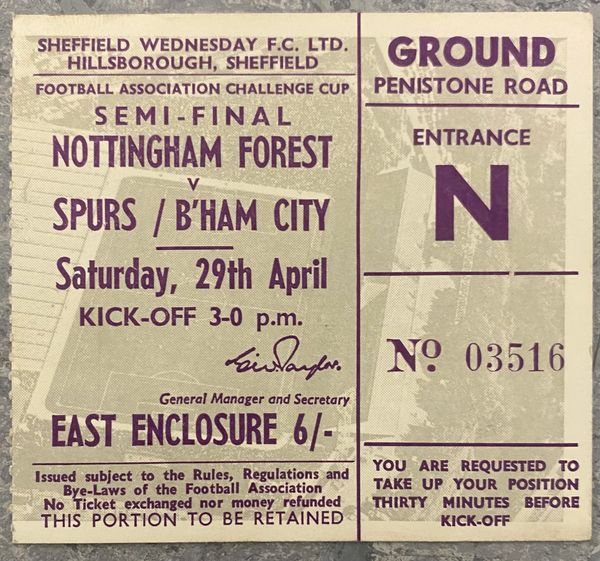 SHEFFIELD WEDNESDAY F.C. LTD.
HILLSBOROUGH, SHEFFIELD
FOOTBALL ASSOCIATION CHALLENGE CUP
SEMI-FINAL
NOTTINGHAM FOREST
v
SPURS / B'HAM CITY
Saturday, 29th April
KICK-OFF 3-0 p.m.
Eric Taylor.
General Manager and Secretary
EAST ENCLOSURE 6/-
Issued subject to the Rules, Regulations and
Bye-Laws of the Football Association
No Ticket exchanged nor money refunded
THIS PORTION TO BE RETAINED
GROUND
PENISTONE ROAD
ENTRANCE
N
No. 03516
YOU ARE REQUESTED TO
TAKE UP YOUR POSITION
THIRTY MINUTES BEFORE
KICK-OFF